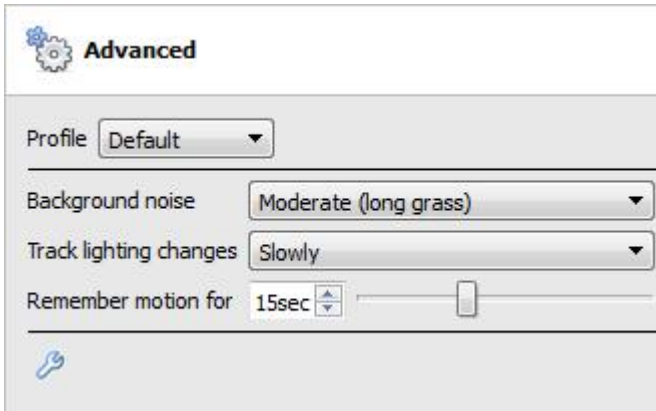 Advanced
Profile Default
Background noise Moderate (long grass)
Track lighting changes Slowly
Remember motion for 15sec